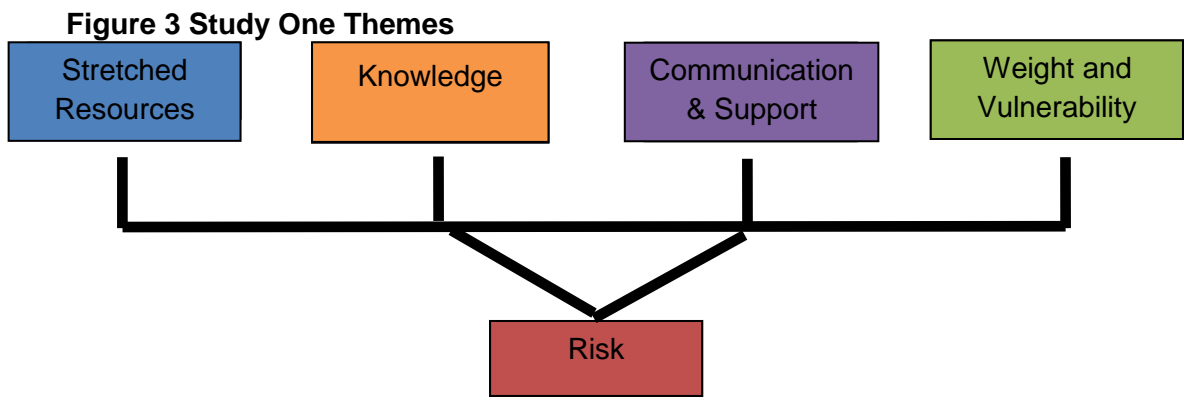 Figure 3 Study One Themes
Stretched
Resources
Knowledge
Communication
& Support
Weight and
Vulnerability
Risk